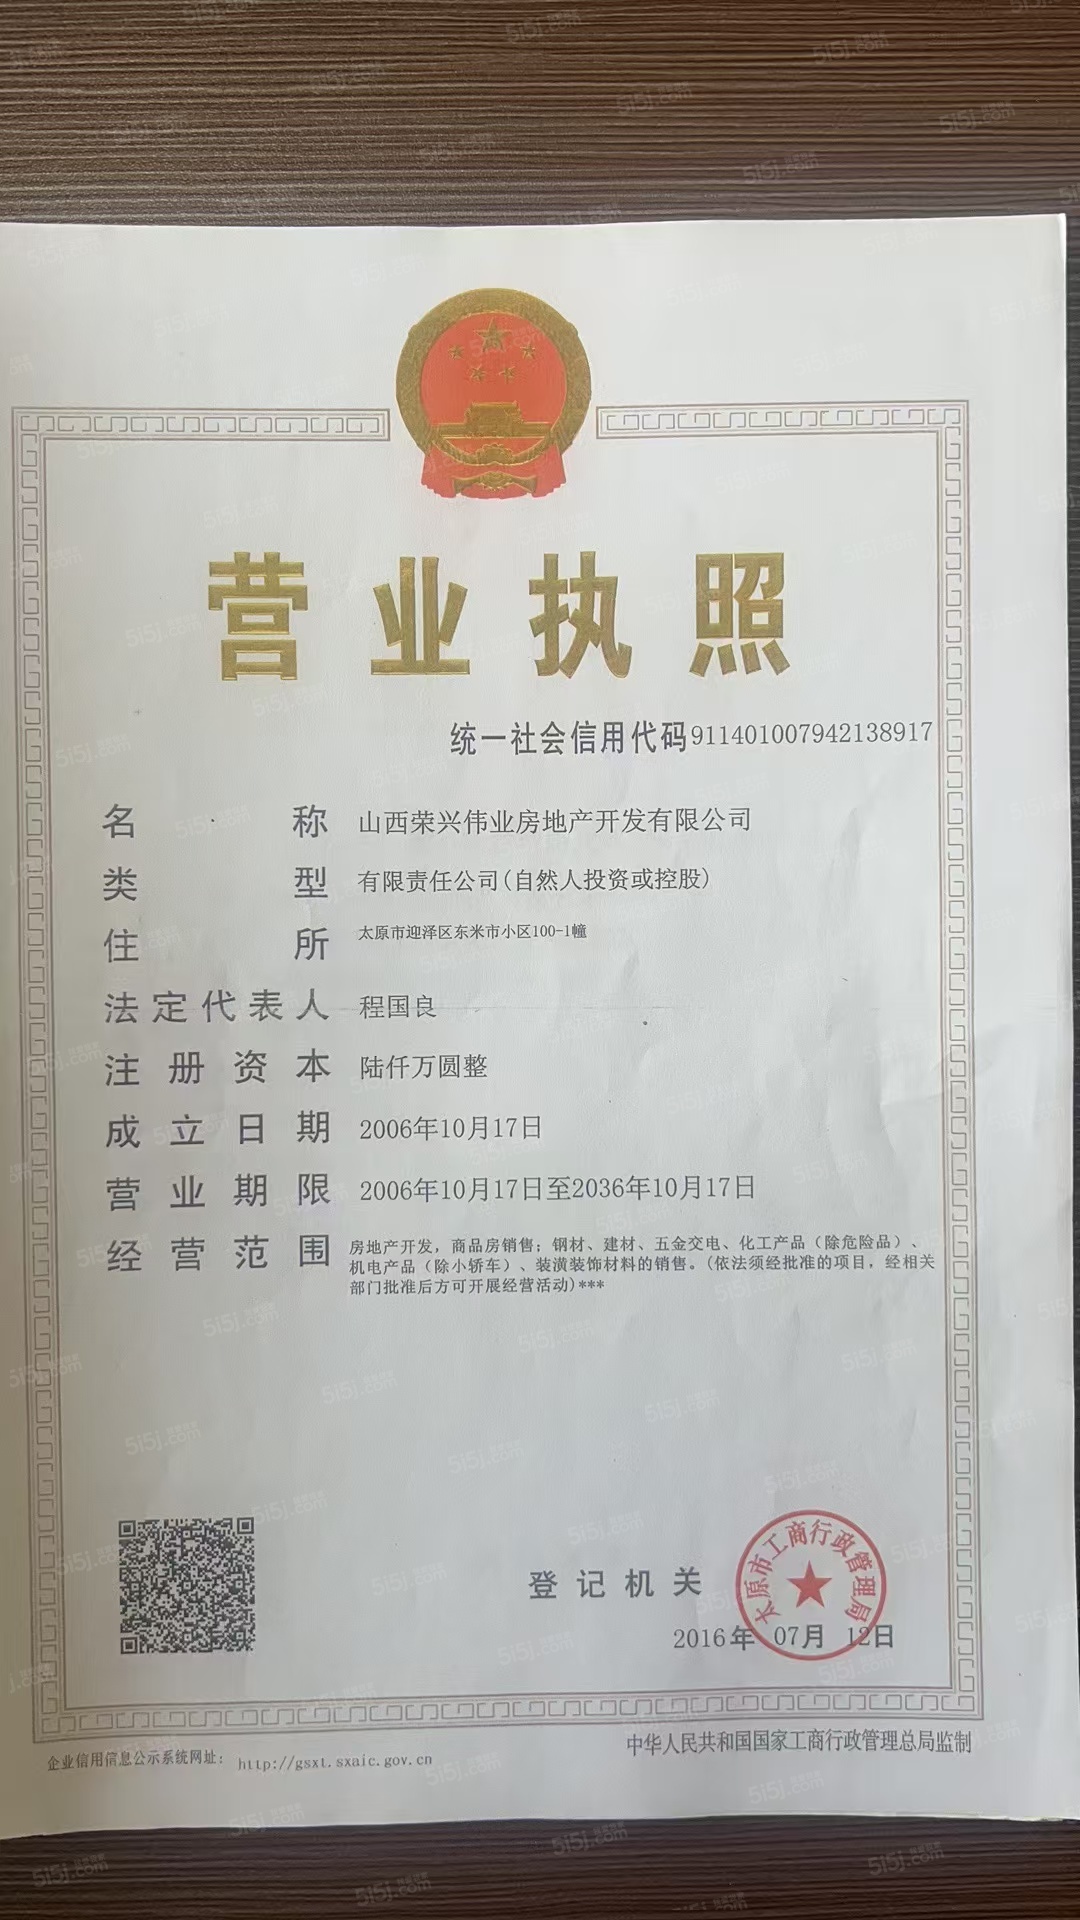 营业执照
统一社会信用代码911401007942138917
名称 山西荣兴伟业房地产开发有限公司
类型 有限责任公司(自然人投资或控股)
住所 太原市迎泽区东米市小区100-1幢
法定代表人 程国良
注册资本 陆仟万圆整
成立日期 2006年10月17日
营业期限 2006年10月17日至2036年10月17日
经营范围 房地产开发，商品房销售；钢材、建材、五金交电、化工产品（除危险品）、
机电产品（除小轿车）、装潢装饰材料的销售。(依法须经批准的项目，经相关
部门批准后方可开展经营活动)***
登记机关
太原市工商行政管理局
2016年 07月 12日
企业信用信息公示系统网址： http://gsxt.sxaic.gov.cn
中华人民共和国国家工商行政管理总局监制
5i5j.com